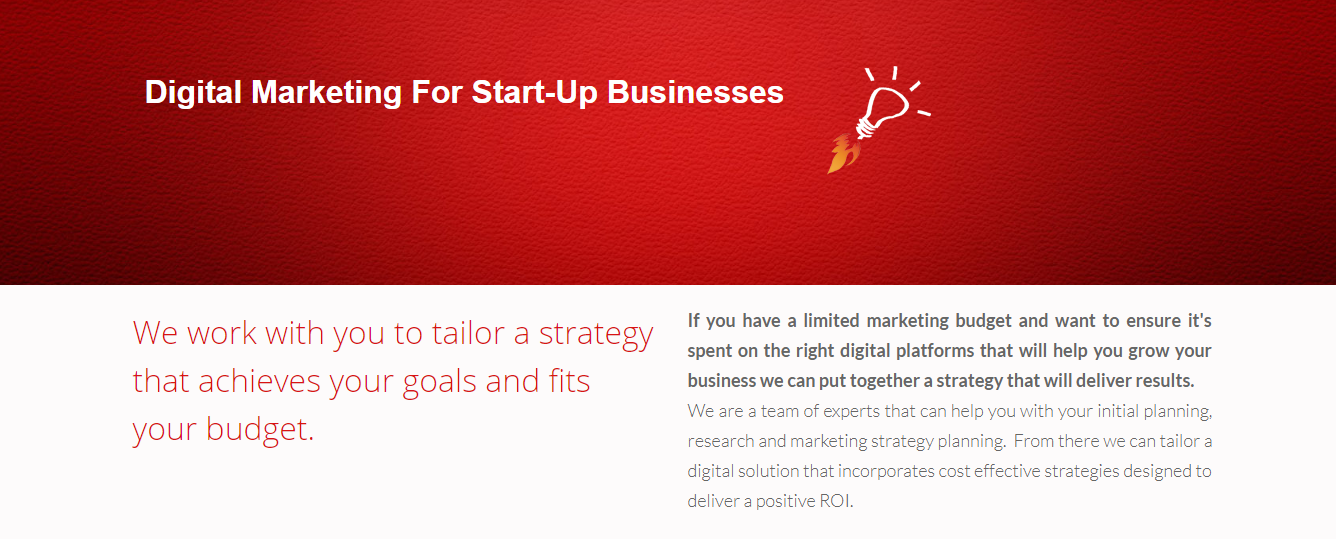 Digital Marketing For Start-Up Businesses
We work with you to tailor a strategy
that achieves your goals and fits
your budget.
If you have a limited marketing budget and want to ensure it's
spent on the right digital platforms that will help you grow your
business we can put together a strategy that will deliver results.
We are a team of experts that can help you with your initial planning,
research and marketing strategy planning.  From there we can tailor a
digital solution that incorporates cost effective strategies designed to
deliver a positive ROI.